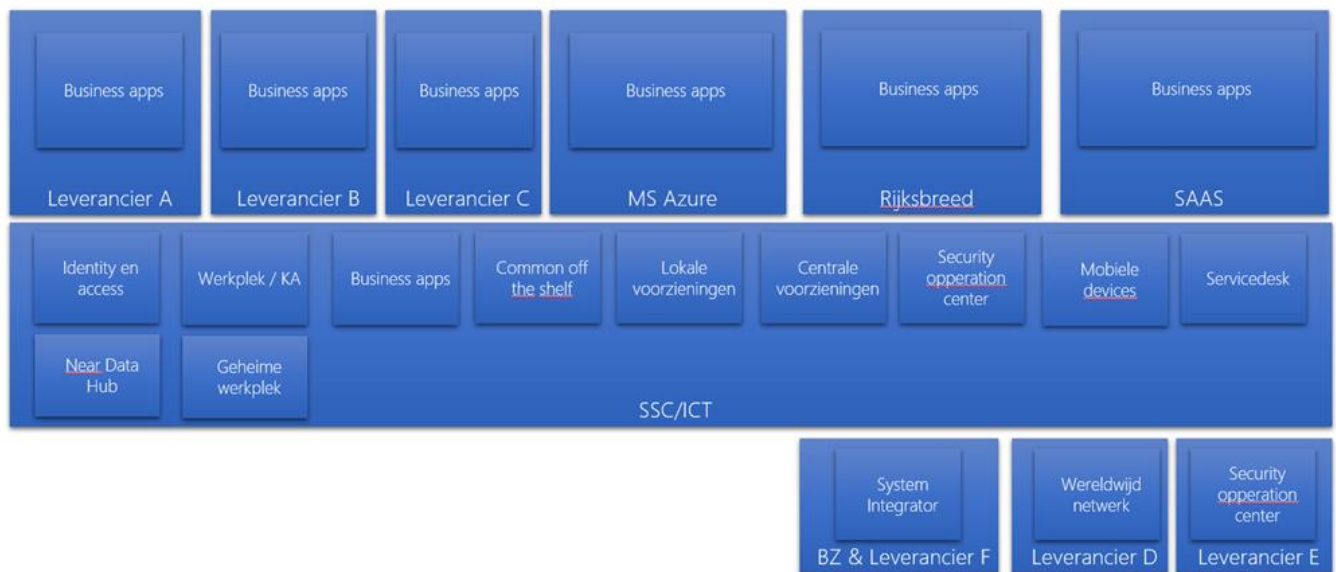 Business apps
Leverancier A
Business apps
Leverancier B
Business apps
Leverancier C
Business apps
MS Azure
Business apps
Rijksbreed
Business apps
SAAS
Identity en
access
Werkplek / KA
Business apps
Common off
the shelf
Lokale
voorzieningen
Centrale
voorzieningen
Security
opperation
center
Mobiele
devices
Servicedesk
Near Data
Hub
Geheime
werkplek
SSC/ICT
System
Integrator
BZ & Leverancier F
Wereldwijd
netwerk
Leverancier D
Security
opperation
center
Leverancier E